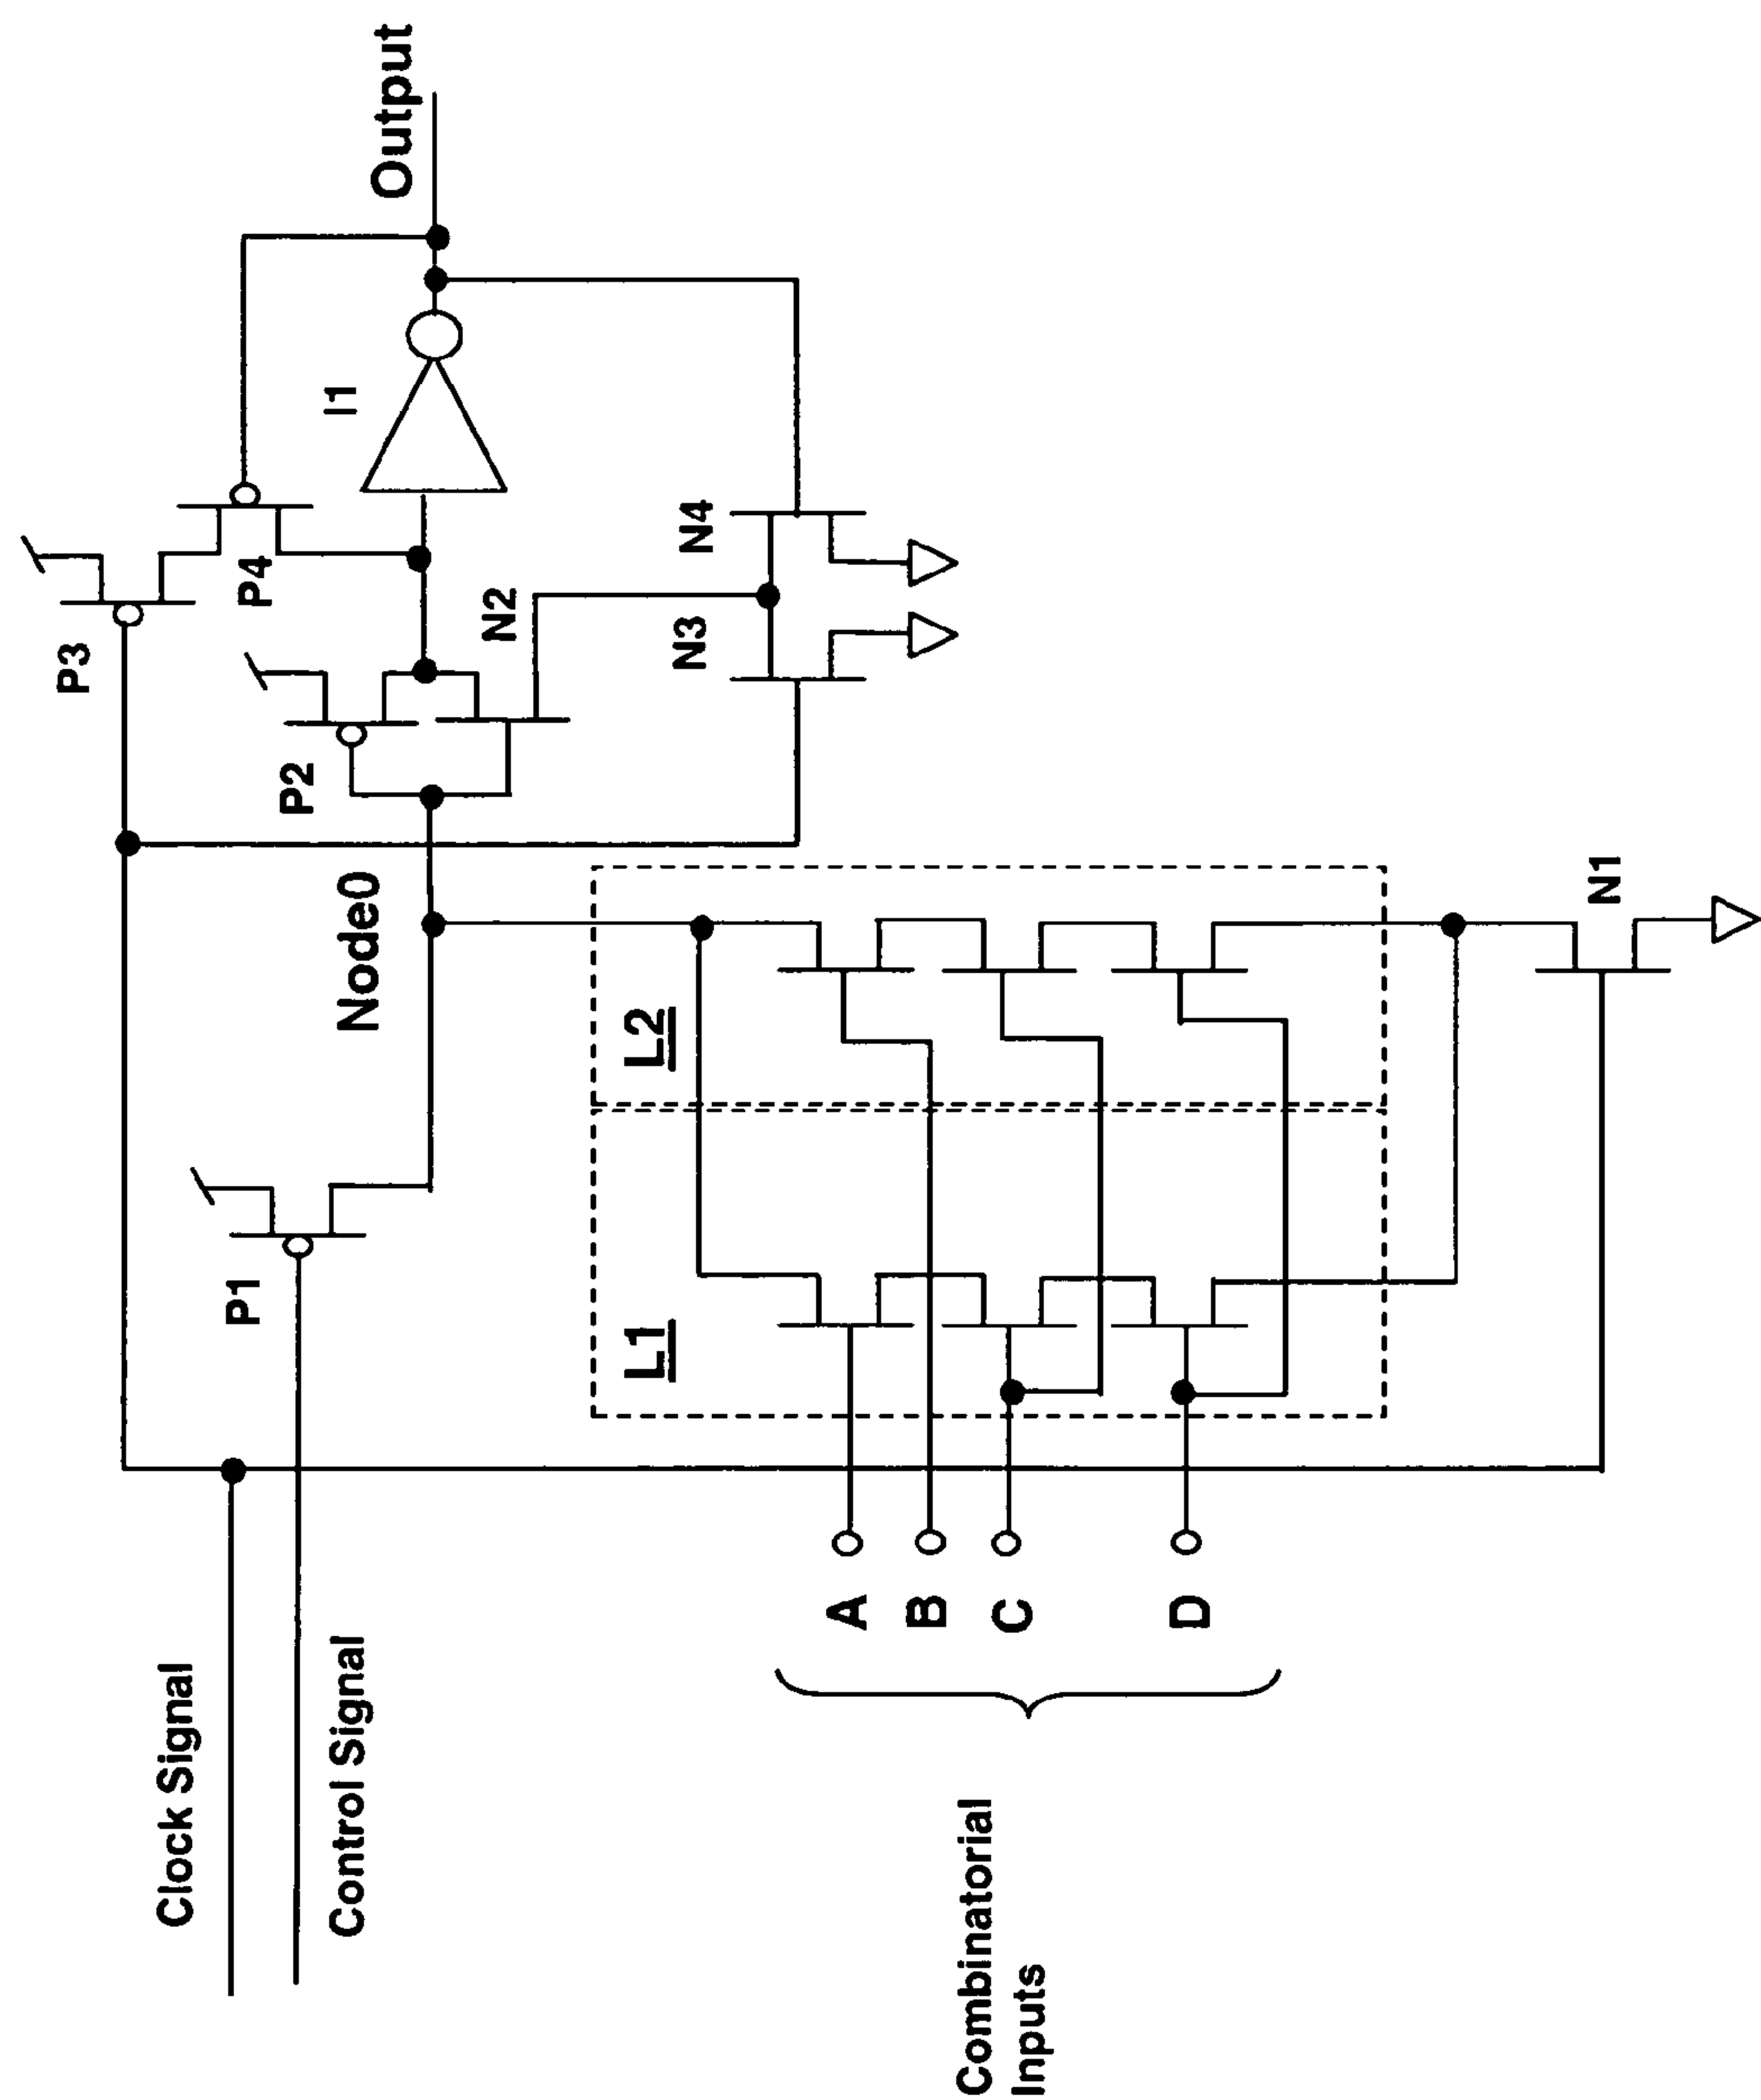 Clock Signal
Control Signal
Combinatorial
Inputs
A
B
C
D
P1
P2
P3
P4
Node0
L1
L2
N1
N2
N3
N4
I1
Output